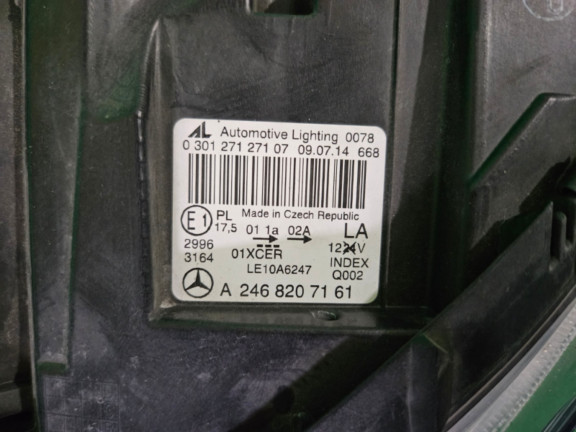 AL Automotive Lighting 0078
0 301 271 271 07 09.07.14 668
E1 PL Made in Czech Republic
17,5 01 1a 02A LA
2996 01XCER 1224V
3164 LE10A6247 INDEX
Q002
A 246 820 71 61